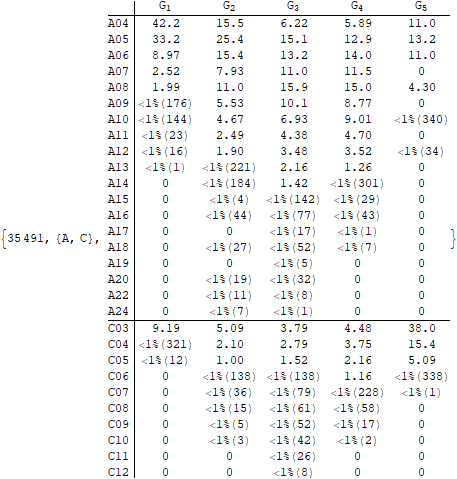 G1 G2 G3 G4 G5
A04 42.2 15.5 6.22 5.89 11.0
A05 33.2 25.4 15.1 12.9 13.2
A06 8.97 15.4 13.2 14.0 11.0
A07 2.52 7.93 11.0 11.5 0
A08 1.99 11.0 15.9 15.0 4.30
A09 <1%(176) 5.53 10.1 8.77 0
A10 <1%(144) 4.67 6.93 9.01 <1%(340)
A11 <1%(23) 2.49 4.38 4.70 0
A12 <1%(16) 1.90 3.48 3.52 <1%(34)
A13 <1%(1) <1%(221) 2.16 1.26 0
A14 0 <1%(184) 1.42 <1%(301) 0
A15 0 <1%(4) <1%(142) <1%(29) 0
A16 0 <1%(44) <1%(77) <1%(43) 0
A17 0 0 <1%(17) <1%(1) 0
{35491, {A, C}, A18 0 <1%(27) <1%(52) <1%(7) 0 }
A19 0 0 <1%(5) 0 0
A20 0 <1%(19) <1%(32) 0 0
A22 0 <1%(11) <1%(8) 0 0
A24 0 <1%(7) <1%(1) 0 0
C03 9.19 5.09 3.79 4.48 38.0
C04 <1%(321) 2.10 2.79 3.75 15.4
C05 <1%(12) 1.00 1.52 2.16 5.09
C06 0 <1%(138) <1%(138) 1.16 <1%(338)
C07 0 <1%(36) <1%(79) <1%(228) <1%(1)
C08 0 <1%(15) <1%(61) <1%(58) 0
C09 0 <1%(5) <1%(52) <1%(17) 0
C10 0 <1%(3) <1%(42) <1%(2) 0
C11 0 0 <1%(26) 0 0
C12 0 0 <1%(8) 0 0